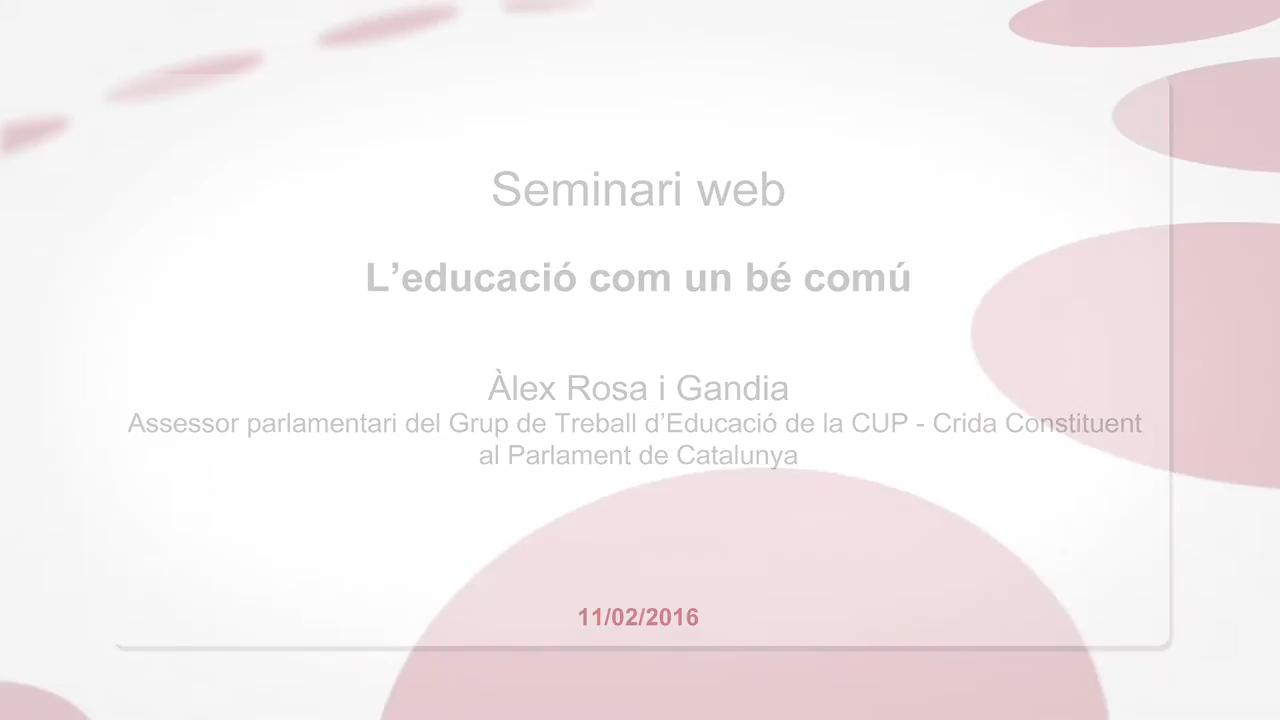 Seminari web
L’educació com un bé comú
Àlex Rosa i Gandia
Assessor parlamentari del Grup de Treball d’Educació de la CUP - Crida Constituent
al Parlament de Catalunya
11/02/2016